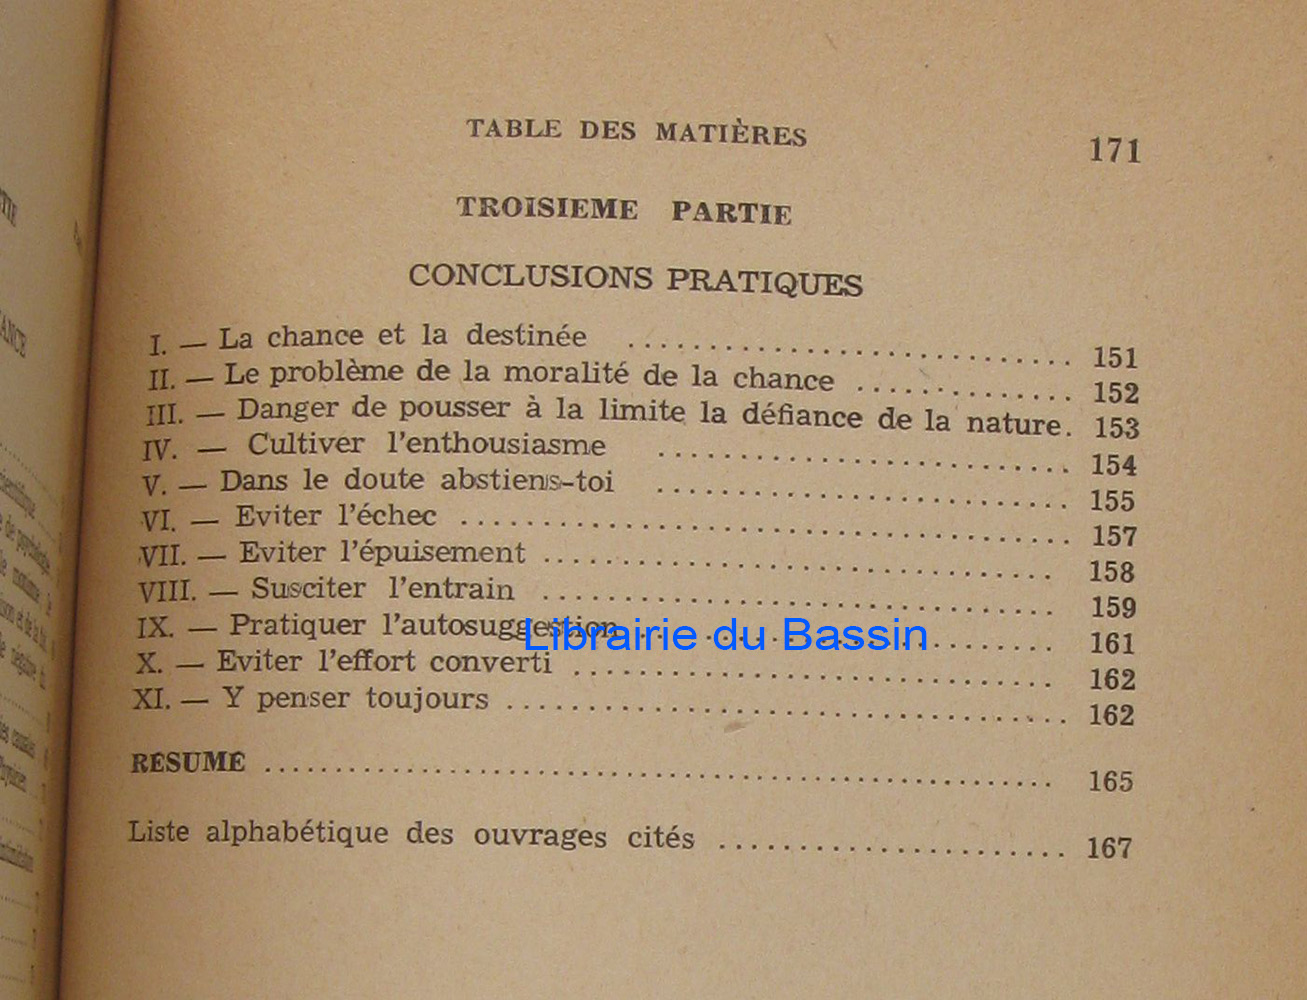 TABLE DES MATIÈRES 171
TROISIEME PARTIE
CONCLUSIONS PRATIQUES
I. — La chance et la destinée .............................. 151
II. — Le problème de la moralité de la chance .............. 152
III. — Danger de pousser à la limite la défiance de la nature. 153
IV. — Cultiver l'enthousiasme ............................ 154
V. — Dans le doute abstiens-toi .......................... 155
VI. — Eviter l'échec ...................................... 157
VII. — Eviter l'épuisement ................................ 158
VIII. — Susciter l'entrain ................................ 159
IX. — Pratiquer l'autosuggestion .......................... 161
X. — Eviter l'effort converti .............................. 162
XI. — Y penser toujours .................................... 162
RÉSUMÉ .................................................... 165
Liste alphabétique des ouvrages cités ...................... 167
Librairie du Bassin